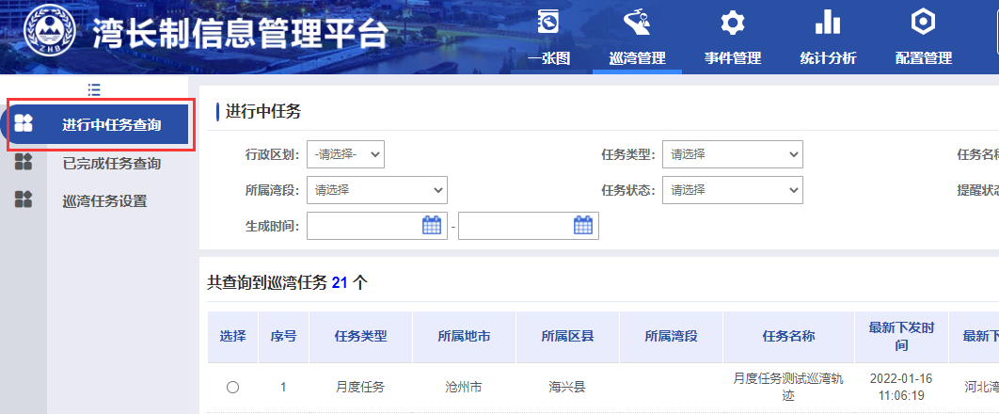 湾长制信息管理平台
ZHB
一张图 巡湾管理 事件管理 统计分析 配置管理
进行中任务查询
已完成任务查询
巡湾任务设置
进行中任务
行政区划: -请选择- 任务类型: 请选择 任务名称
所属湾段: 请选择 任务状态: 请选择 提醒状态
生成时间: -
共查询到巡湾任务 21 个
选择 序号 任务类型 所属地市 所属区县 所属湾段 任务名称 最新下发时间 最新下
1 月度任务 沧州市 海兴县 月度任务测试巡湾轨迹 2022-01-16 11:06:19 河北湾